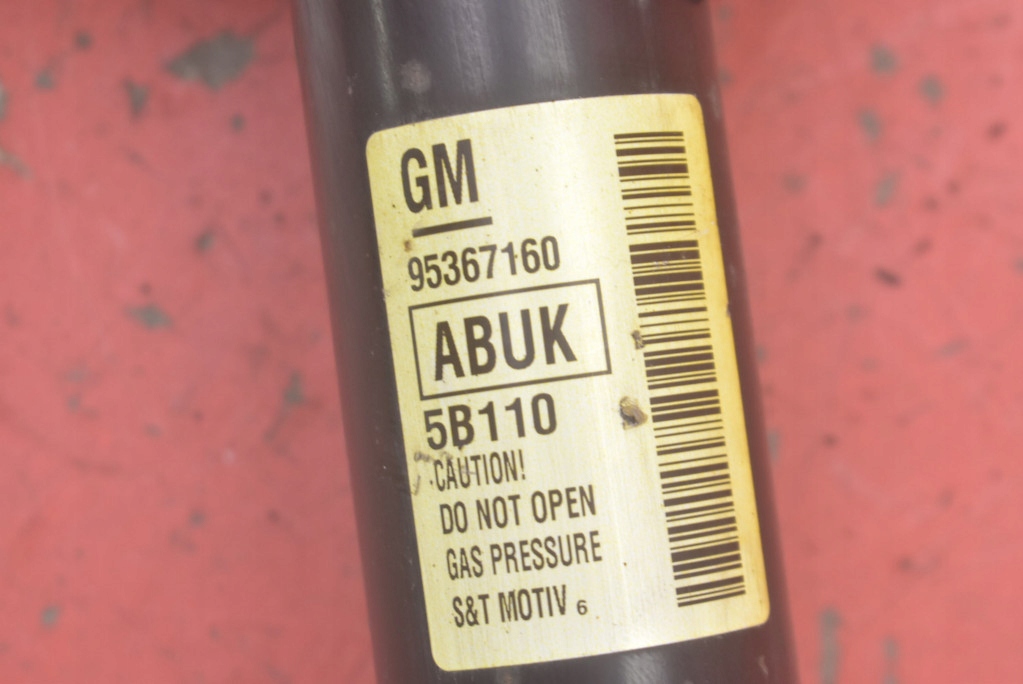 GM
95367160
ABUK
5B110
CAUTION!
DO NOT OPEN
GAS PRESSURE
S&T MOTIV 6